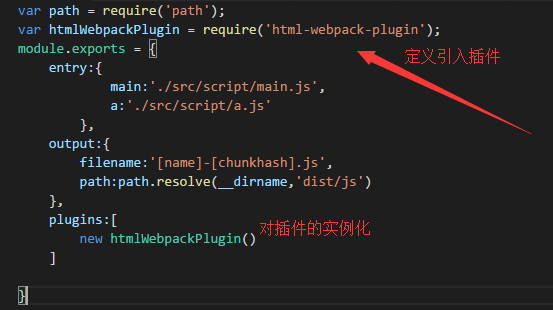 var path = require('path');
var htmlWebpackPlugin = require('html-webpack-plugin');
module.exports = {
定义引入插件
    entry:{
            main:'./src/script/main.js',
            a:'./src/script/a.js'
        },
    output:{
        filename:'[name]-[chunkhash].js',
        path:path.resolve(__dirname,'dist/js')
    },
    plugins:[
        new htmlWebpackPlugin() 对插件的实例化
    ]
}